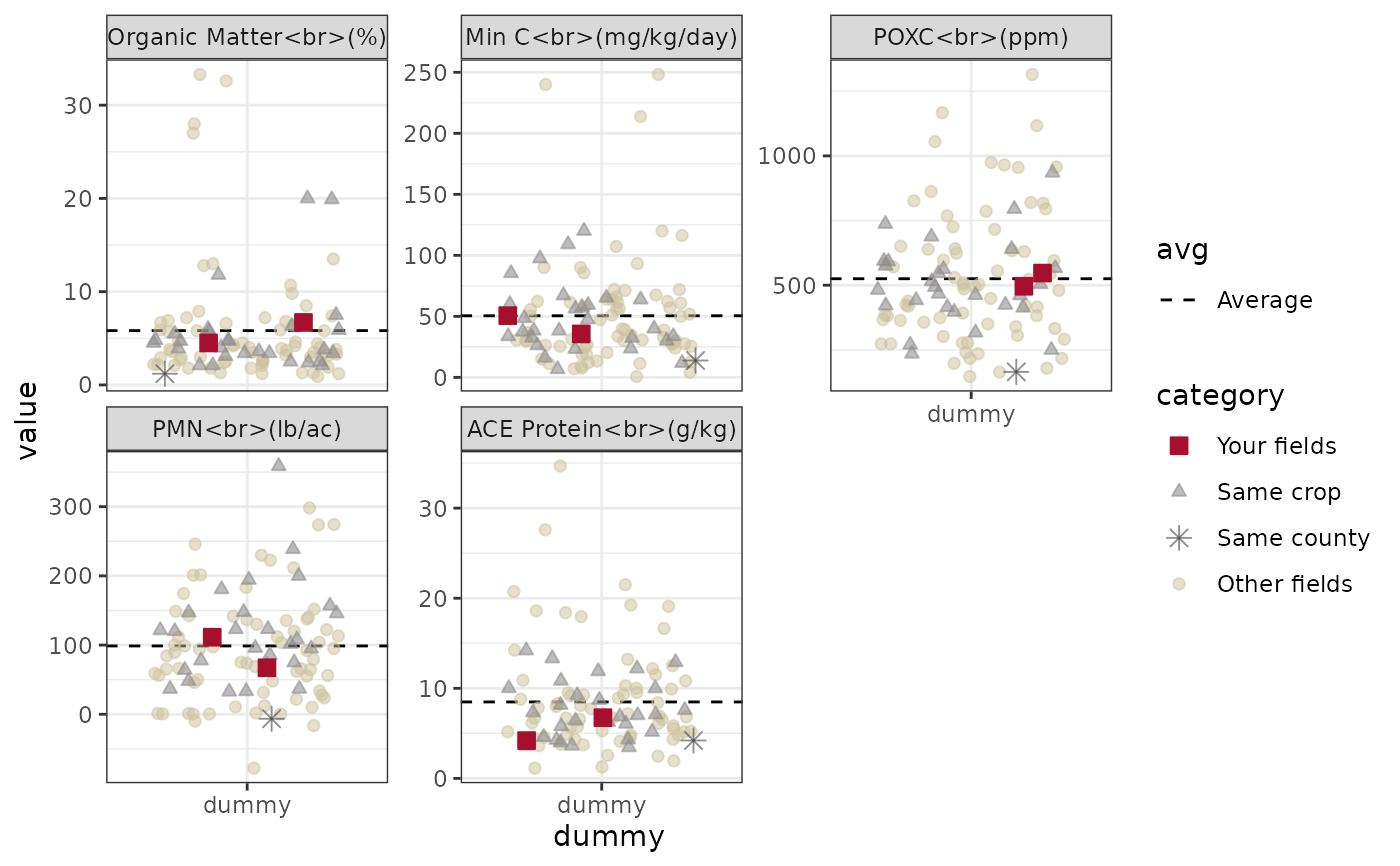 Organic Matter<br>(%)
Min C<br>(mg/kg/day)
POXC<br>(ppm)
30
20
10
0
250
200
150
100
50
0
1000
500
dummy
PMN<br>(lb/ac)
ACE Protein<br>(g/kg)
300
200
100
0
30
20
10
0
dummy
dummy
dummy
value
avg
Average
category
Your fields
Same crop
Same county
Other fields